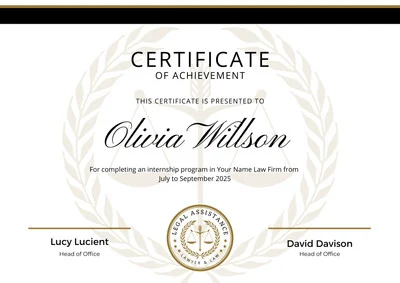 CERTIFICATE
OF ACHIEVEMENT
THIS CERTIFICATE IS PRESENTED TO
Olivia Willson
For completing an internship program in Your Name Law Firm from
July to September 2025
LEGAL ASSISTANCE
LAWYER & LAW
Lucy Lucient
Head of Office
David Davison
Head of Office